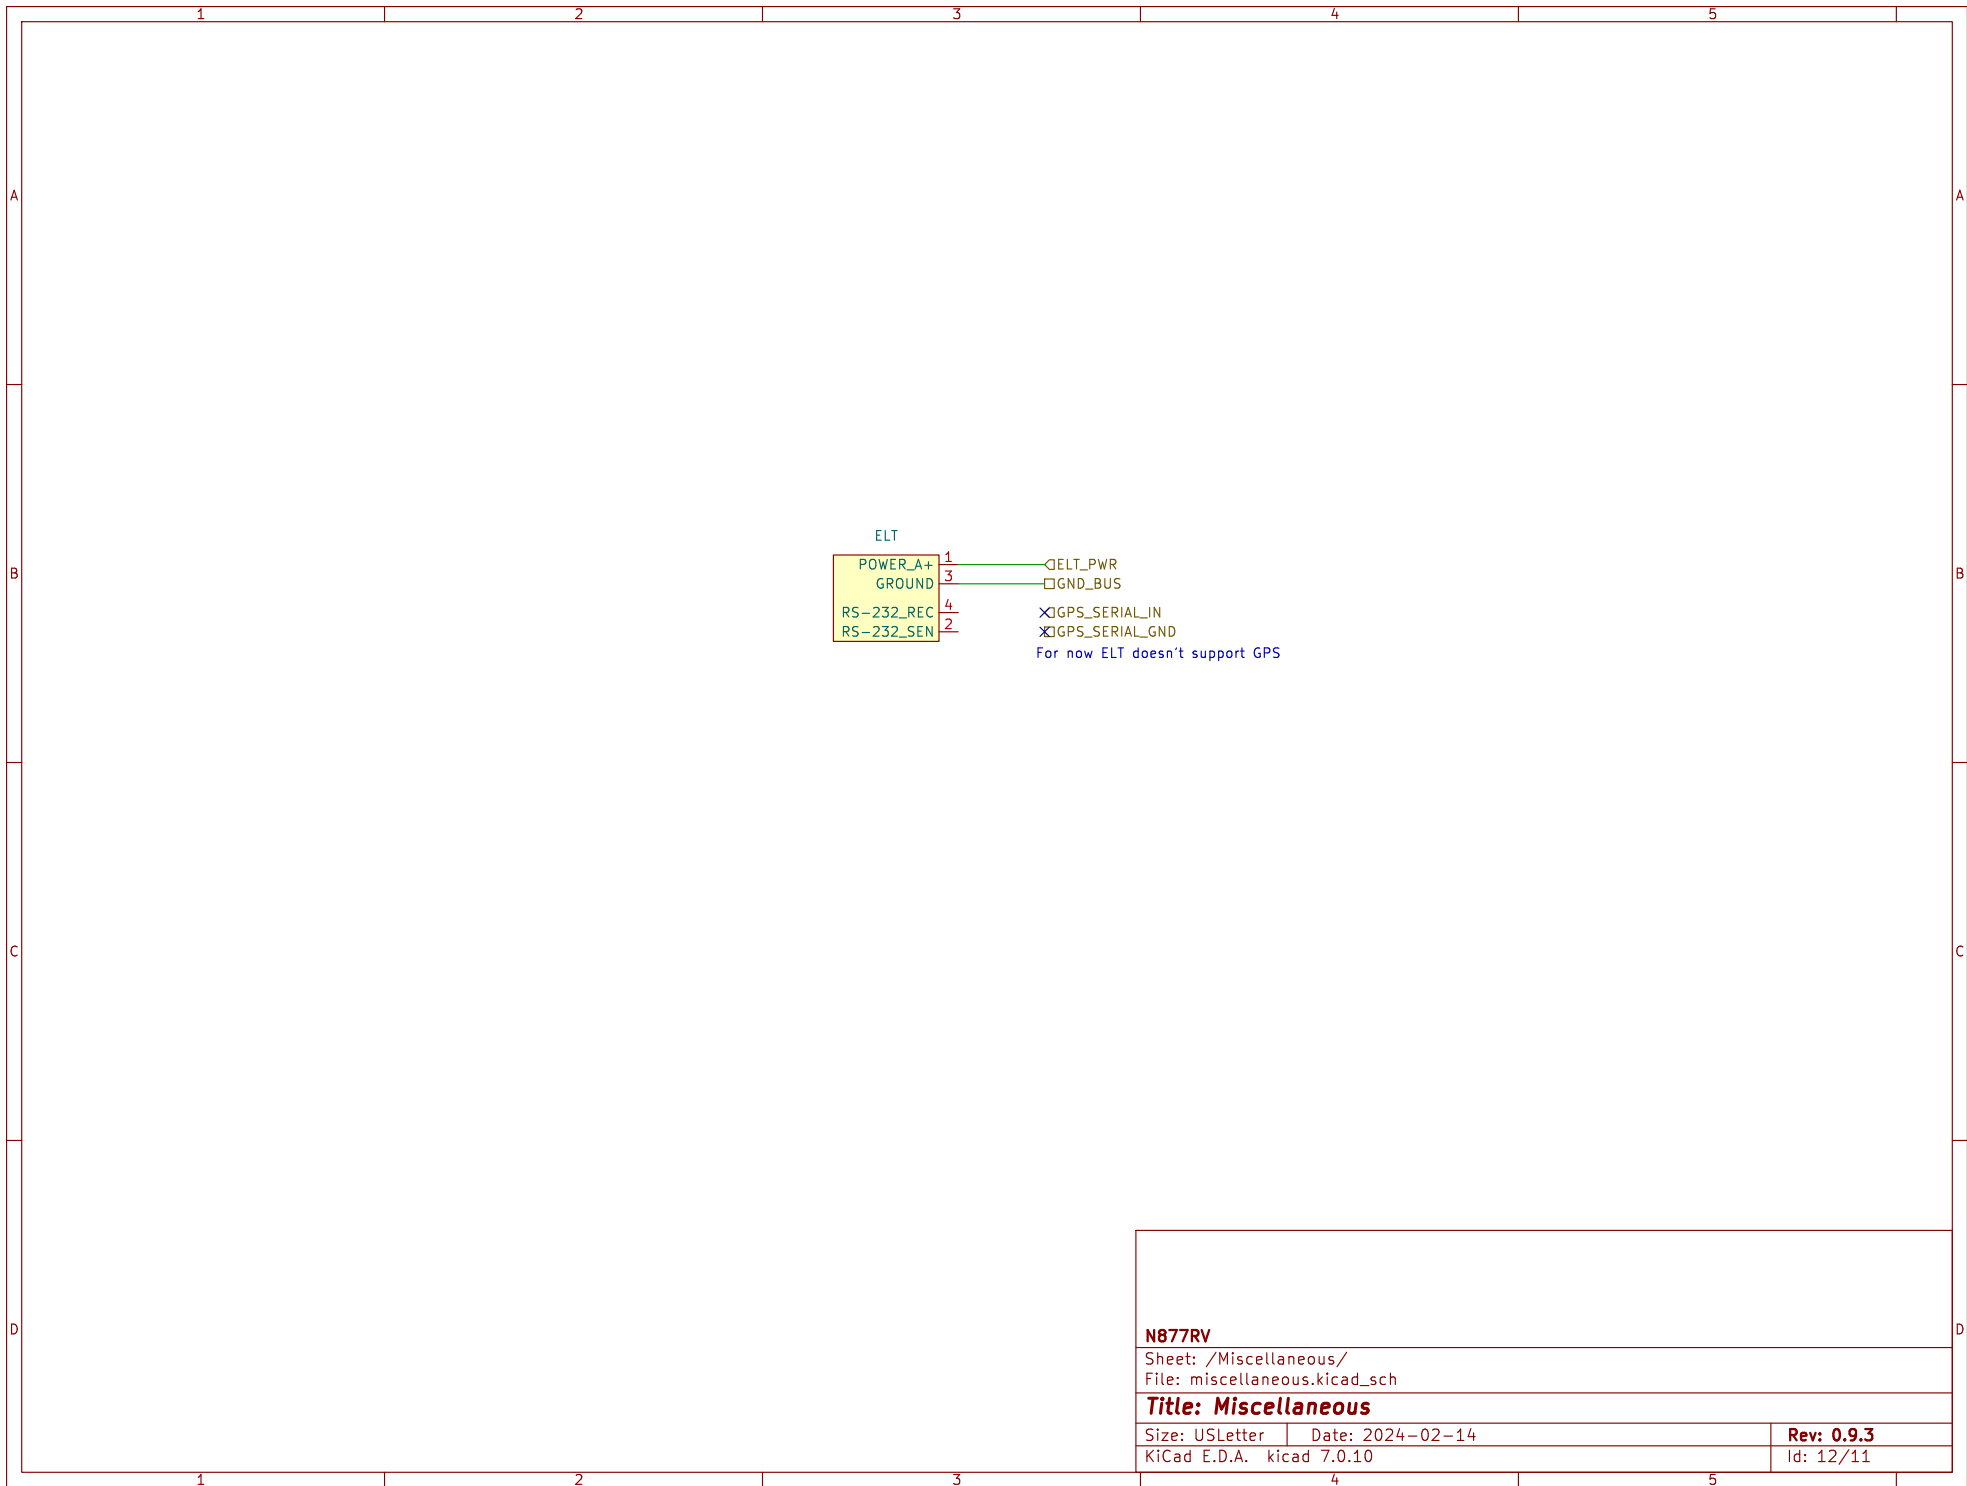 1 2 3 4 5
A A
ELT
POWER_A+ 1 ELT_PWR
B B
GROUND 3 GND_BUS
RS-232_REC 4 GPS_SERIAL_IN
RS-232_SEN 2 GPS_SERIAL_GND
For now ELT doesn't support GPS
C C
D D
N877RV
Sheet: /Miscellaneous/
File: miscellaneous.kicad_sch
Title: Miscellaneous
Size: USLetter Date: 2024-02-14 Rev: 0.9.3
KiCad E.D.A. kicad 7.0.10 Id: 12/11
1 2 3 4 5